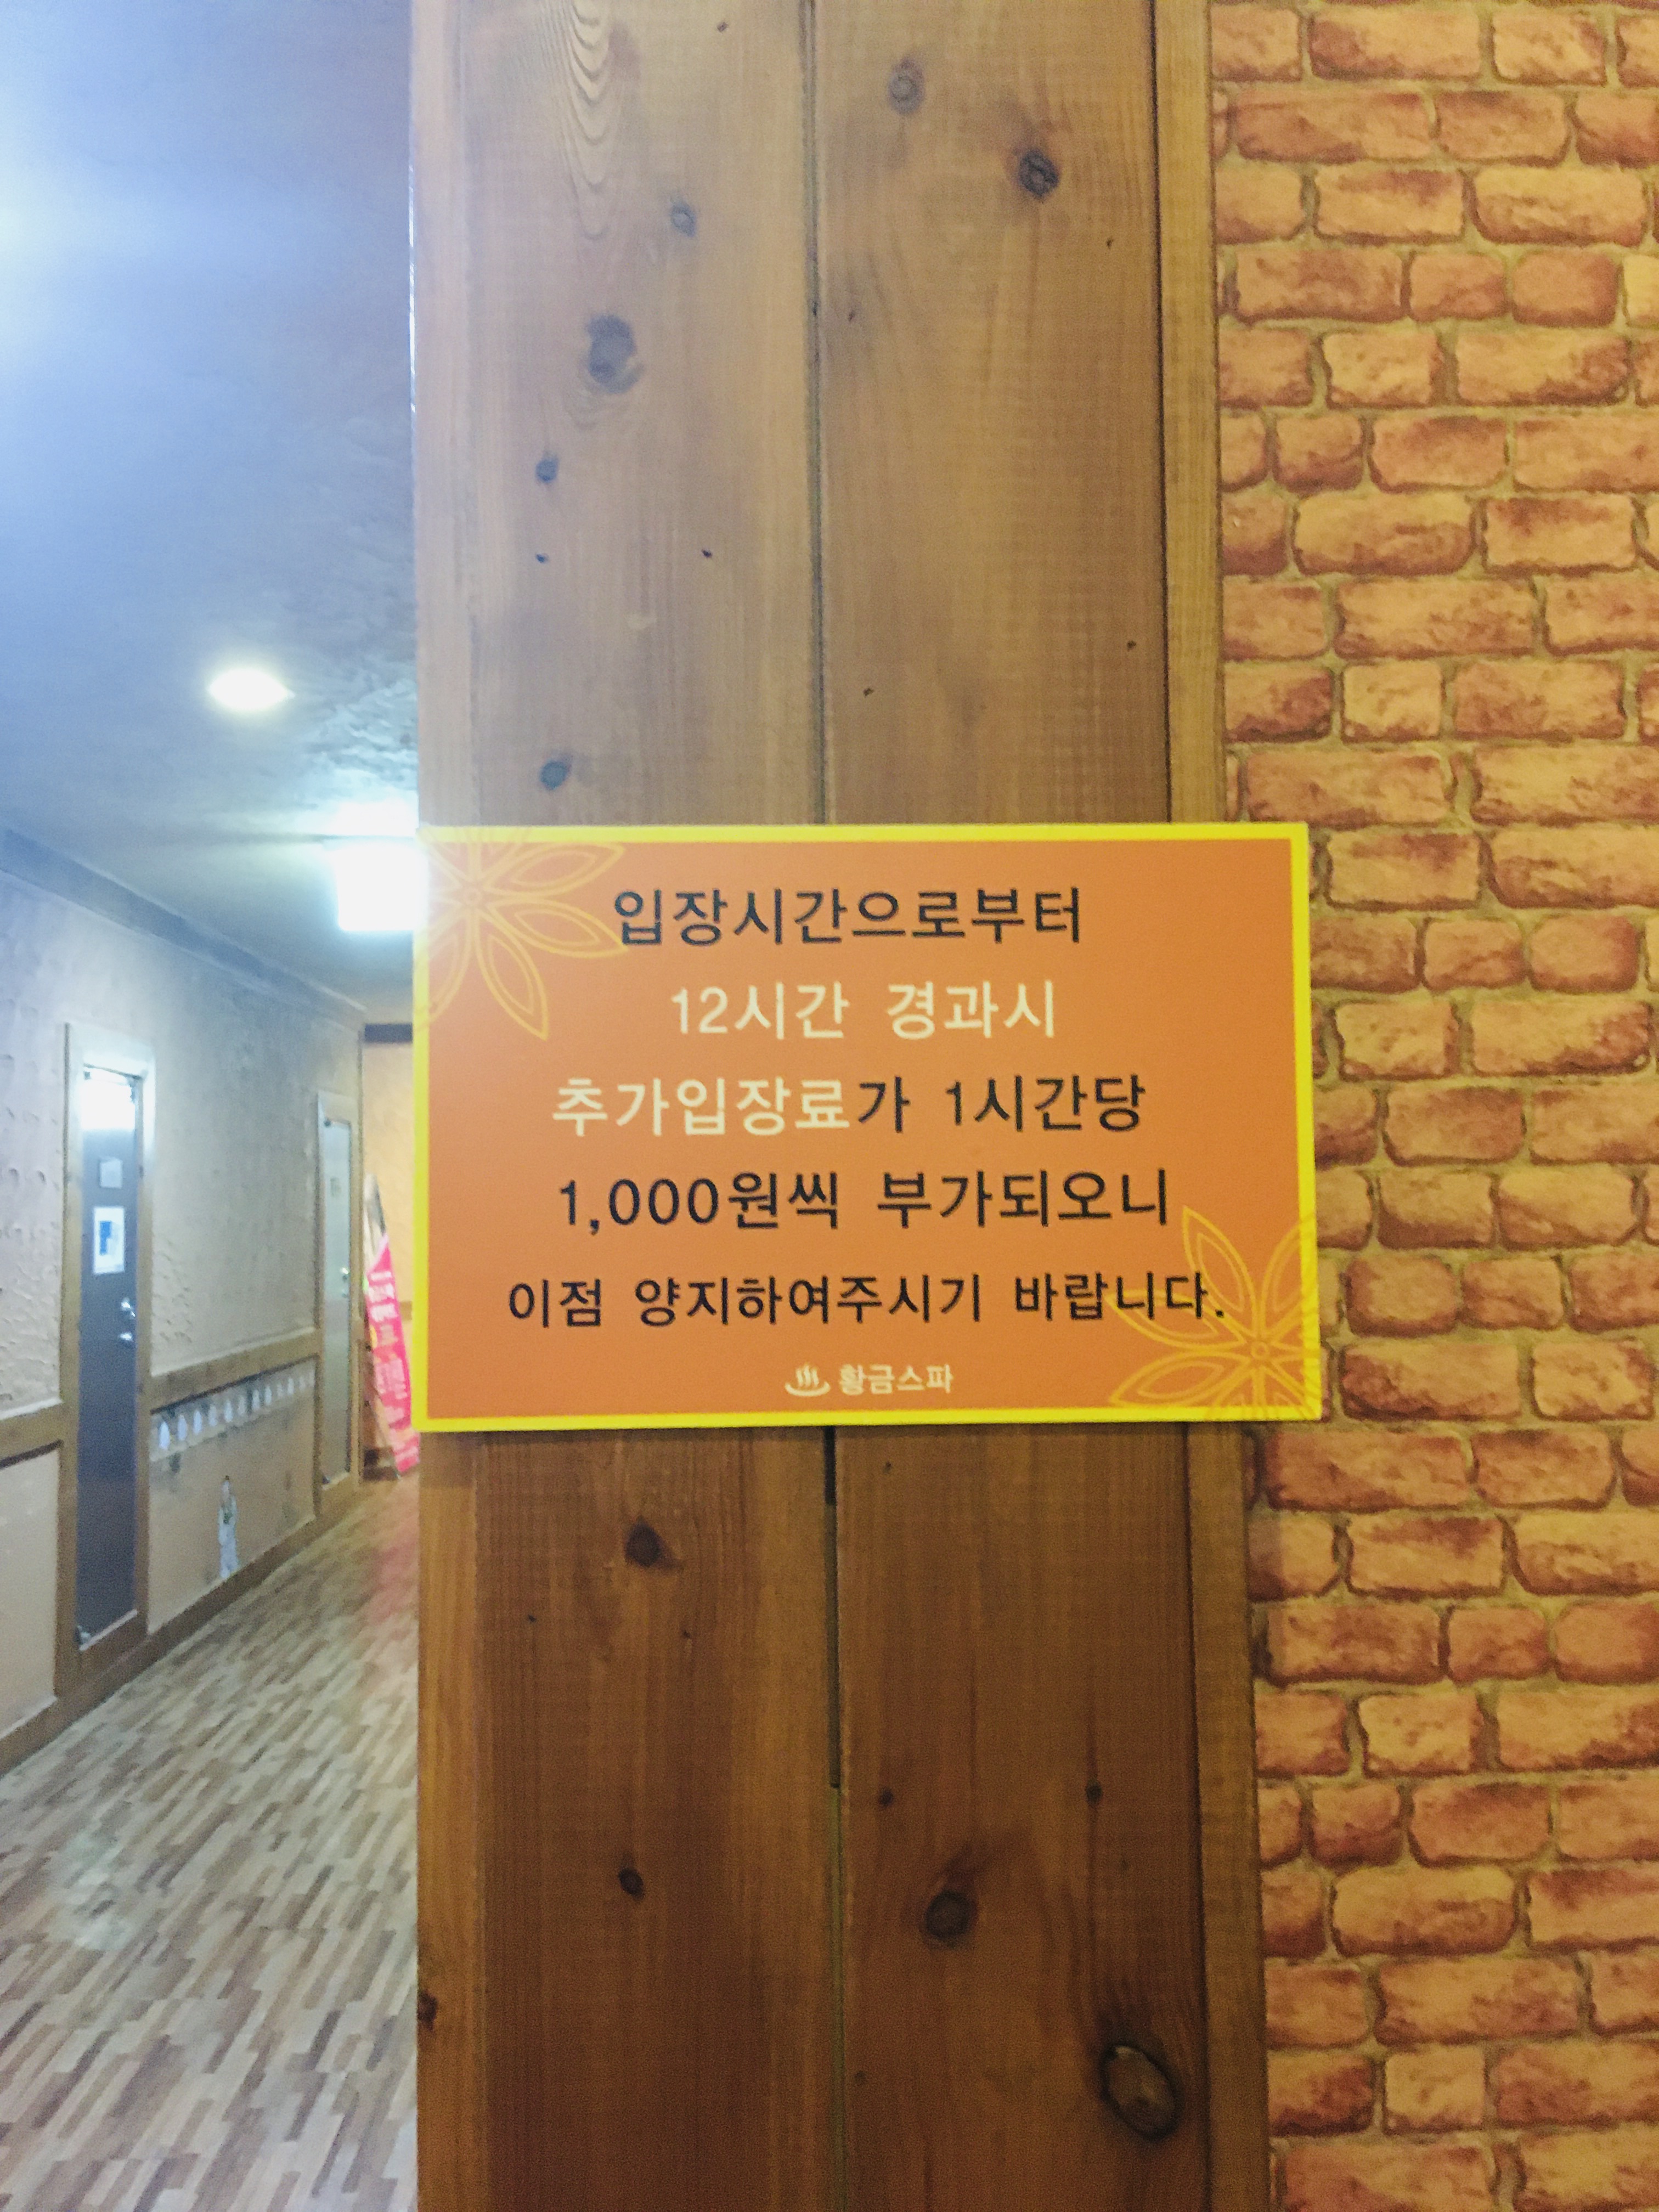 입장시간으로부터
12시간 경과시
추가입장료가 1시간당
1,000원씩 부가되오니
이점 양지하여주시기 바랍니다.
황금스파